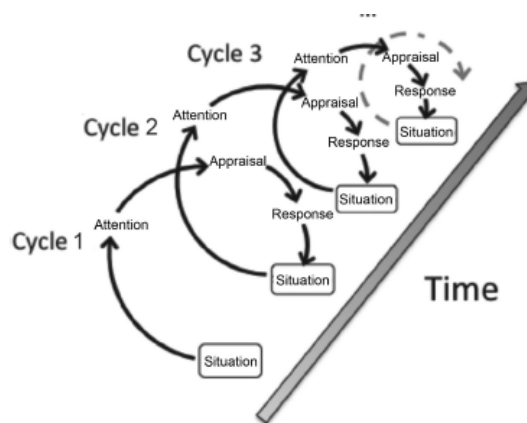 ...
Cycle 3
Attention
Appraisal
Response
Situation
Cycle 2
Attention
Appraisal
Response
Situation
Cycle 1
Attention
Appraisal
Response
Situation
Situation
Time